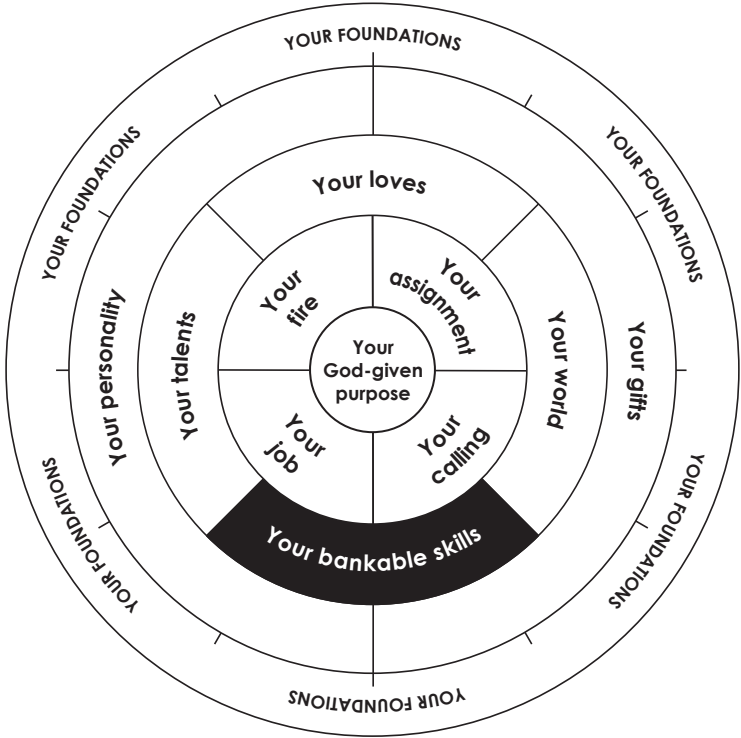 YOUR FOUNDATIONS
YOUR FOUNDATIONS
YOUR FOUNDATIONS
Your loves
Your
fire
Your
assignment
Your personality
Your talents
Your
God-given
purpose
Your world
Your gifts
Your
job
Your
calling
Your bankable skills
YOUR FOUNDATIONS
YOUR FOUNDATIONS
YOUR FOUNDATIONS